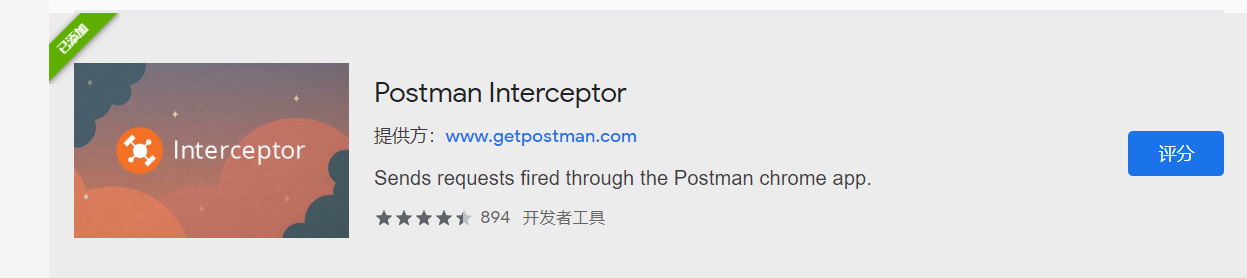 已添加
Interceptor
Postman Interceptor
提供方：www.getpostman.com
Sends requests fired through the Postman chrome app.
894 开发者工具
评分